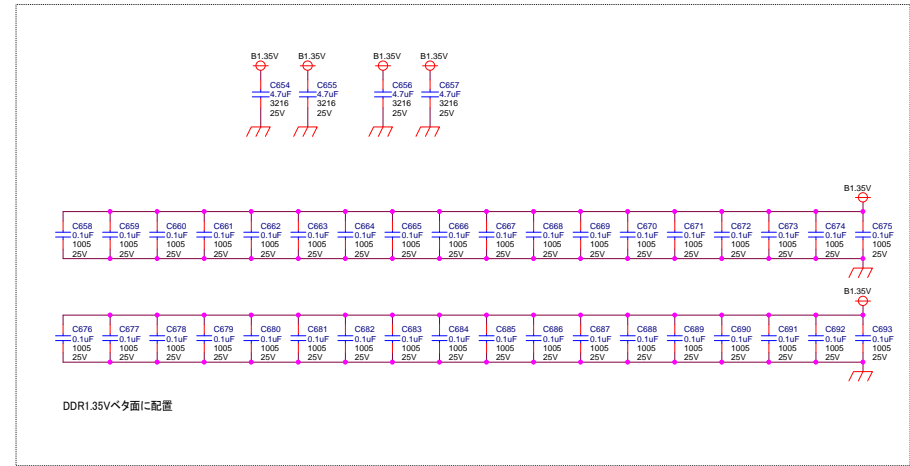 B1.35V B1.35V B1.35V B1.35V
C654 C655 C656 C657
4.7uF 4.7uF 4.7uF 4.7uF
3216 3216 3216 3216
25V 25V 25V 25V
B1.35V
C658 C659 C660 C661 C662 C663 C664 C665 C666 C667 C668 C669 C670 C671 C672 C673 C674 C675
0.1uF 0.1uF 0.1uF 0.1uF 0.1uF 0.1uF 0.1uF 0.1uF 0.1uF 0.1uF 0.1uF 0.1uF 0.1uF 0.1uF 0.1uF 0.1uF 0.1uF 0.1uF
1005 1005 1005 1005 1005 1005 1005 1005 1005 1005 1005 1005 1005 1005 1005 1005 1005 1005
25V 25V 25V 25V 25V 25V 25V 25V 25V 25V 25V 25V 25V 25V 25V 25V 25V 25V
B1.35V
C676 C677 C678 C679 C680 C681 C682 C683 C684 C685 C686 C687 C688 C689 C690 C691 C692 C693
0.1uF 0.1uF 0.1uF 0.1uF 0.1uF 0.1uF 0.1uF 0.1uF 0.1uF 0.1uF 0.1uF 0.1uF 0.1uF 0.1uF 0.1uF 0.1uF 0.1uF 0.1uF
1005 1005 1005 1005 1005 1005 1005 1005 1005 1005 1005 1005 1005 1005 1005 1005 1005 1005
25V 25V 25V 25V 25V 25V 25V 25V 25V 25V 25V 25V 25V 25V 25V 25V 25V 25V
DDR1.35Vベタ面に配置